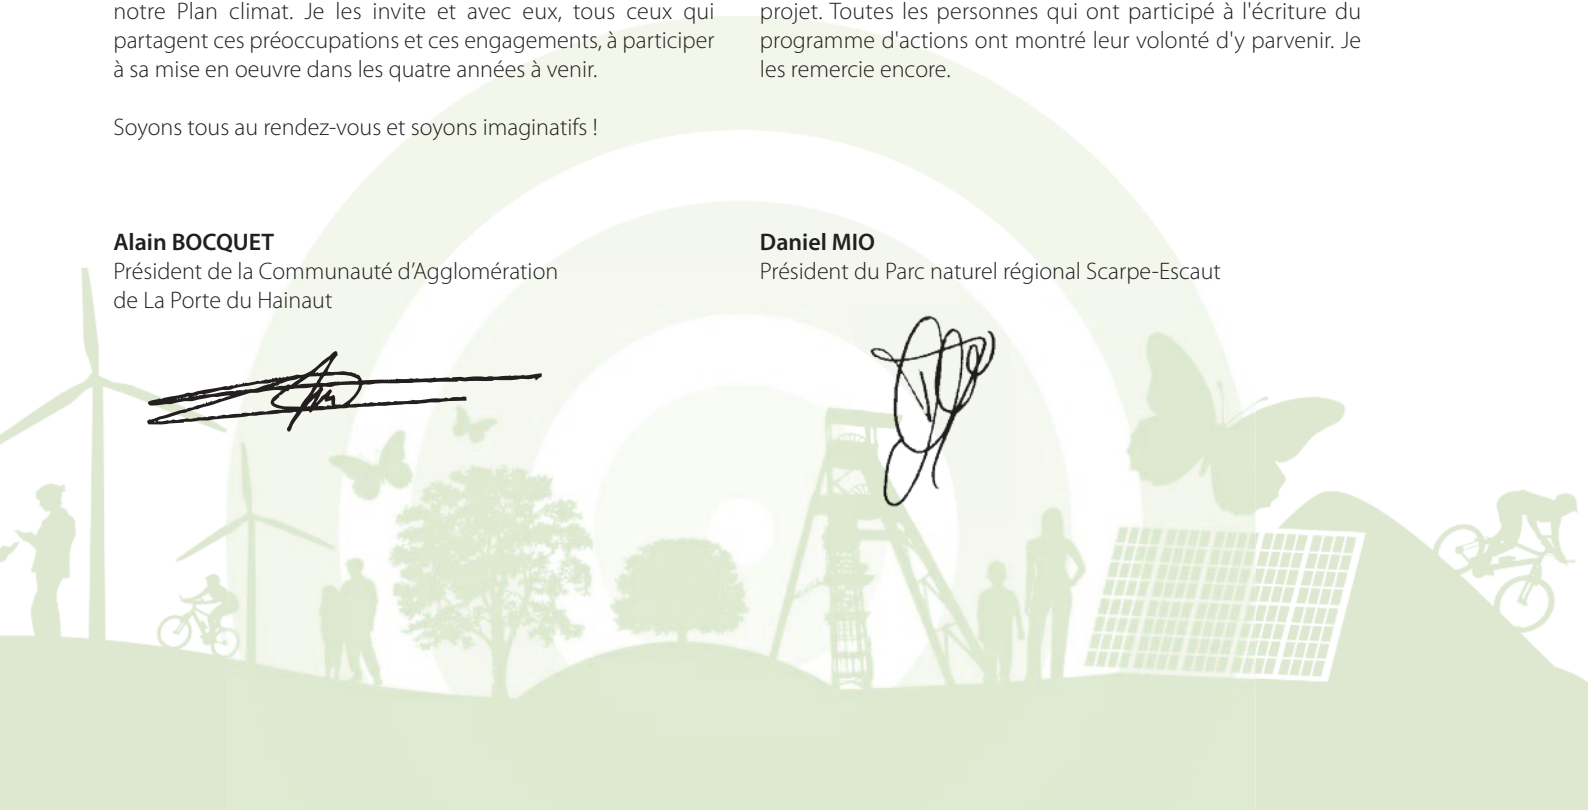 notre Plan climat. Je les invite et avec eux, tous ceux qui
partagent ces préoccupations et ces engagements, à participer
à sa mise en oeuvre dans les quatre années à venir.
Soyons tous au rendez-vous et soyons imaginatifs !
Alain BOCQUET
Président de la Communauté d’Agglomération
de La Porte du Hainaut
projet. Toutes les personnes qui ont participé à l'écriture du
programme d'actions ont montré leur volonté d'y parvenir. Je
les remercie encore.
Daniel MIO
Président du Parc naturel régional Scarpe-Escaut